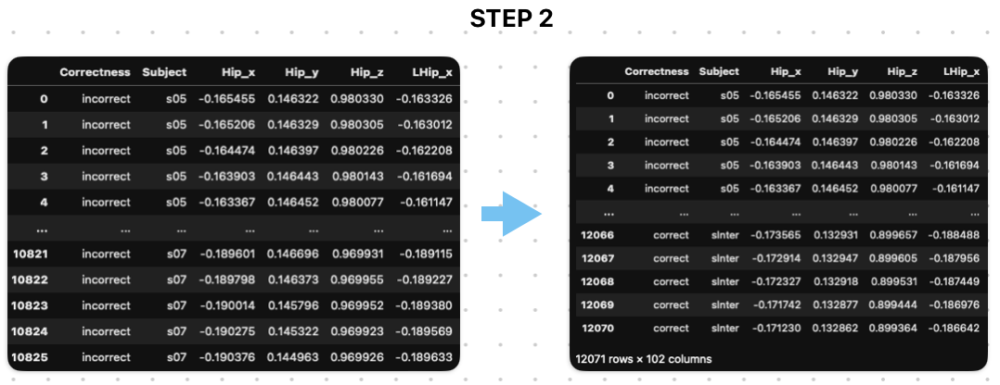 STEP 2
Correctness Subject Hip_x Hip_y Hip_z LHip_x
0 incorrect s05 -0.165455 0.146322 0.980330 -0.163326
1 incorrect s05 -0.165206 0.146329 0.980305 -0.163012
2 incorrect s05 -0.164474 0.146397 0.980226 -0.162208
3 incorrect s05 -0.163903 0.146443 0.980143 -0.161694
4 incorrect s05 -0.163367 0.146452 0.980077 -0.161147
... ... ... ... ... ... ...
10821 incorrect s07 -0.189601 0.146696 0.969931 -0.189115
10822 incorrect s07 -0.189798 0.146373 0.969955 -0.189227
10823 incorrect s07 -0.190014 0.145796 0.969952 -0.189380
10824 incorrect s07 -0.190275 0.145322 0.969923 -0.189569
10825 incorrect s07 -0.190376 0.144963 0.969926 -0.189633
Correctness Subject Hip_x Hip_y Hip_z LHip_x
0 incorrect s05 -0.165455 0.146322 0.980330 -0.163326
1 incorrect s05 -0.165206 0.146329 0.980305 -0.163012
2 incorrect s05 -0.164474 0.146397 0.980226 -0.162208
3 incorrect s05 -0.163903 0.146443 0.980143 -0.161694
4 incorrect s05 -0.163367 0.146452 0.980077 -0.161147
... ... ... ... ... ... ...
12066 correct sInter -0.173565 0.132931 0.899657 -0.188488
12067 correct sInter -0.172914 0.132947 0.899605 -0.187956
12068 correct sInter -0.172327 0.132918 0.899531 -0.187449
12069 correct sInter -0.171742 0.132877 0.899444 -0.186976
12070 correct sInter -0.171230 0.132862 0.899364 -0.186642
12071 rows × 102 columns